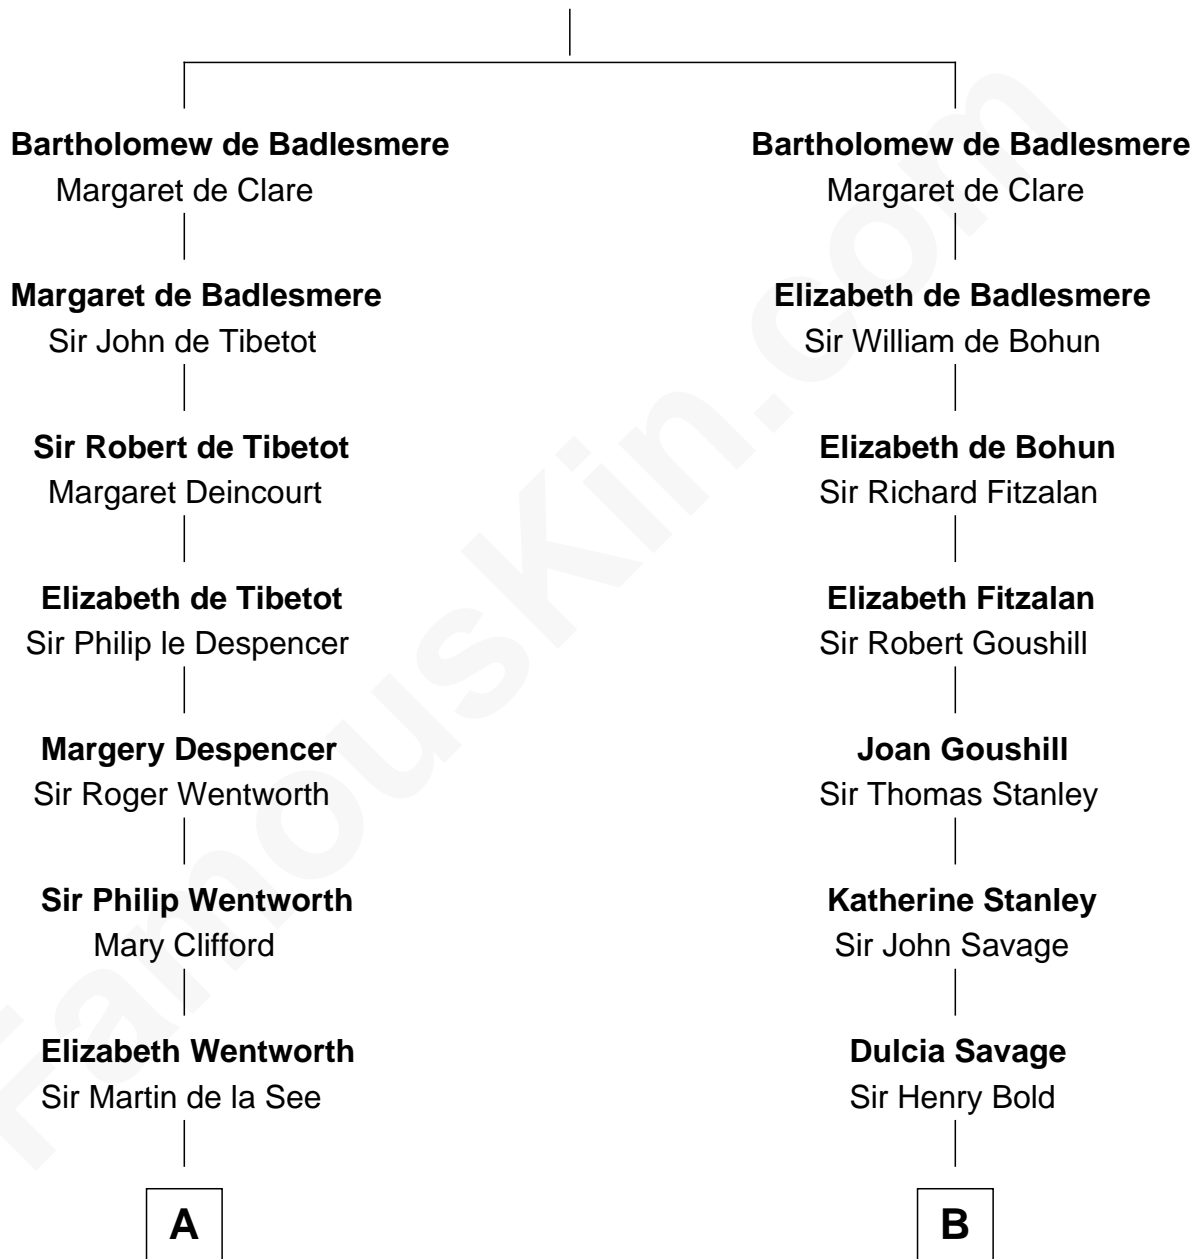 Bartholomew de Badlesmere
Margaret de Clare
Margaret de Badlesmere
Sir John de Tibetot
Sir Robert de Tibetot
Margaret Deincourt
Elizabeth de Tibetot
Sir Philip le Despencer
Margery Despencer
Sir Roger Wentworth
Sir Philip Wentworth
Mary Clifford
Elizabeth Wentworth
Sir Martin de la See
A
Bartholomew de Badlesmere
Margaret de Clare
Elizabeth de Badlesmere
Sir William de Bohun
Elizabeth de Bohun
Sir Richard Fitzalan
Elizabeth Fitzalan
Sir Robert Goushill
Joan Goushill
Sir Thomas Stanley
Katherine Stanley
Sir John Savage
Dulcia Savage
Sir Henry Bold
B
FamousKin.com